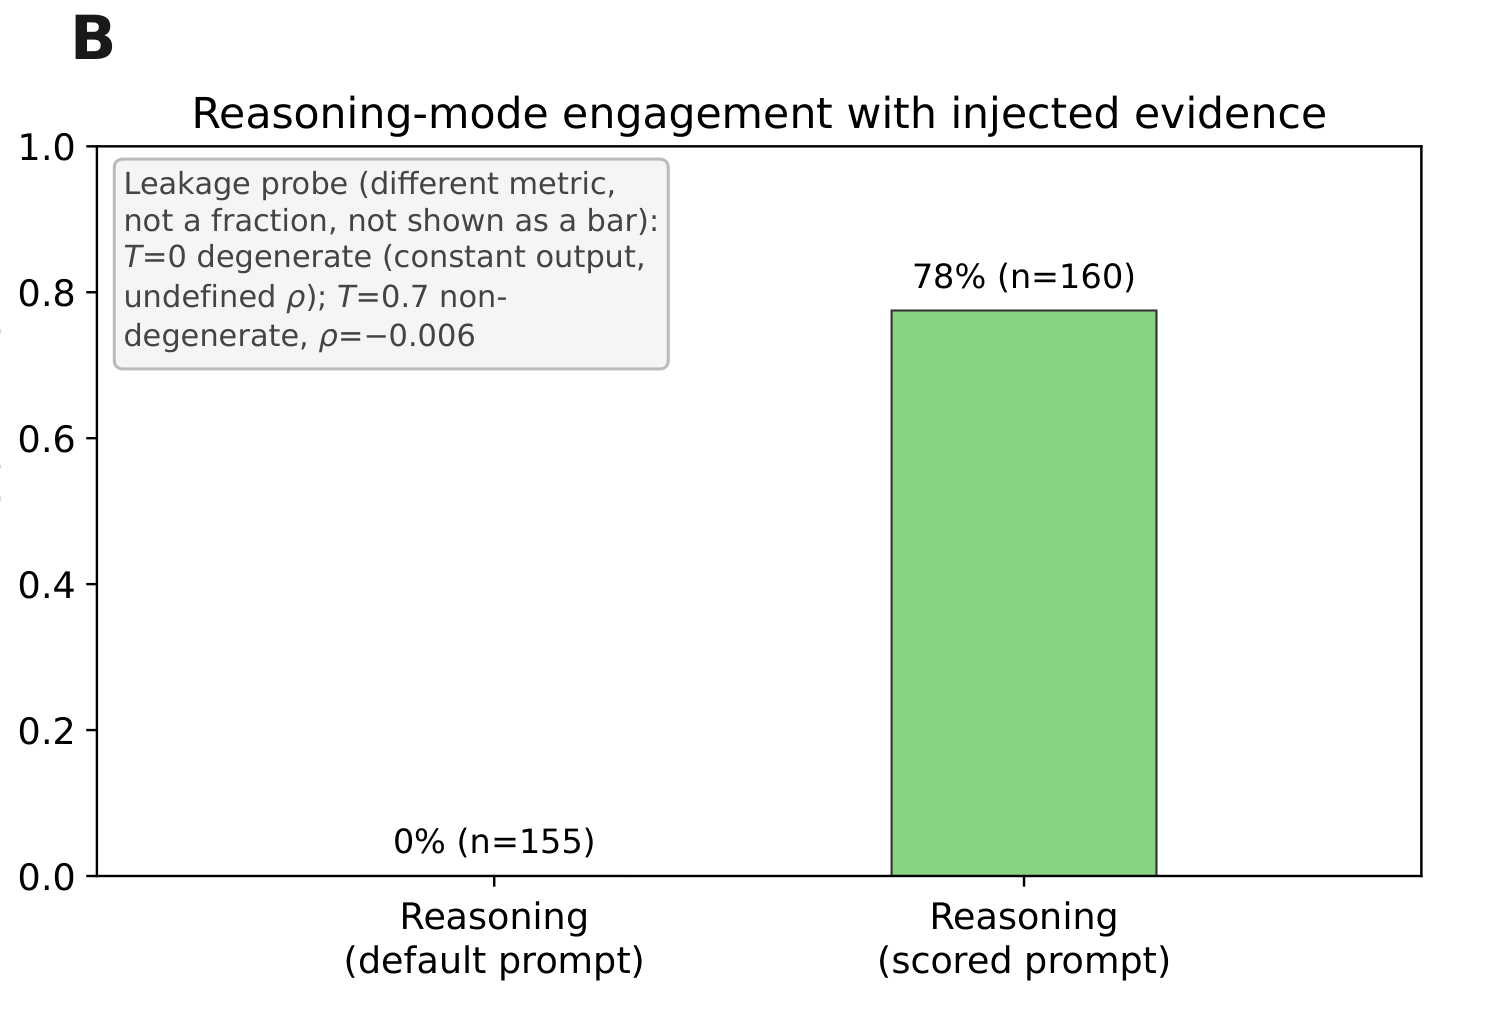 B
Reasoning-mode engagement with injected evidence
1.0
0.8
0.6
0.4
0.2
0.0
Leakage probe (different metric,
not a fraction, not shown as a bar):
T=0 degenerate (constant output,
undefined ρ); T=0.7 non-
degenerate, ρ=−0.006
78% (n=160)
0% (n=155)
Reasoning
(default prompt)
Reasoning
(scored prompt)